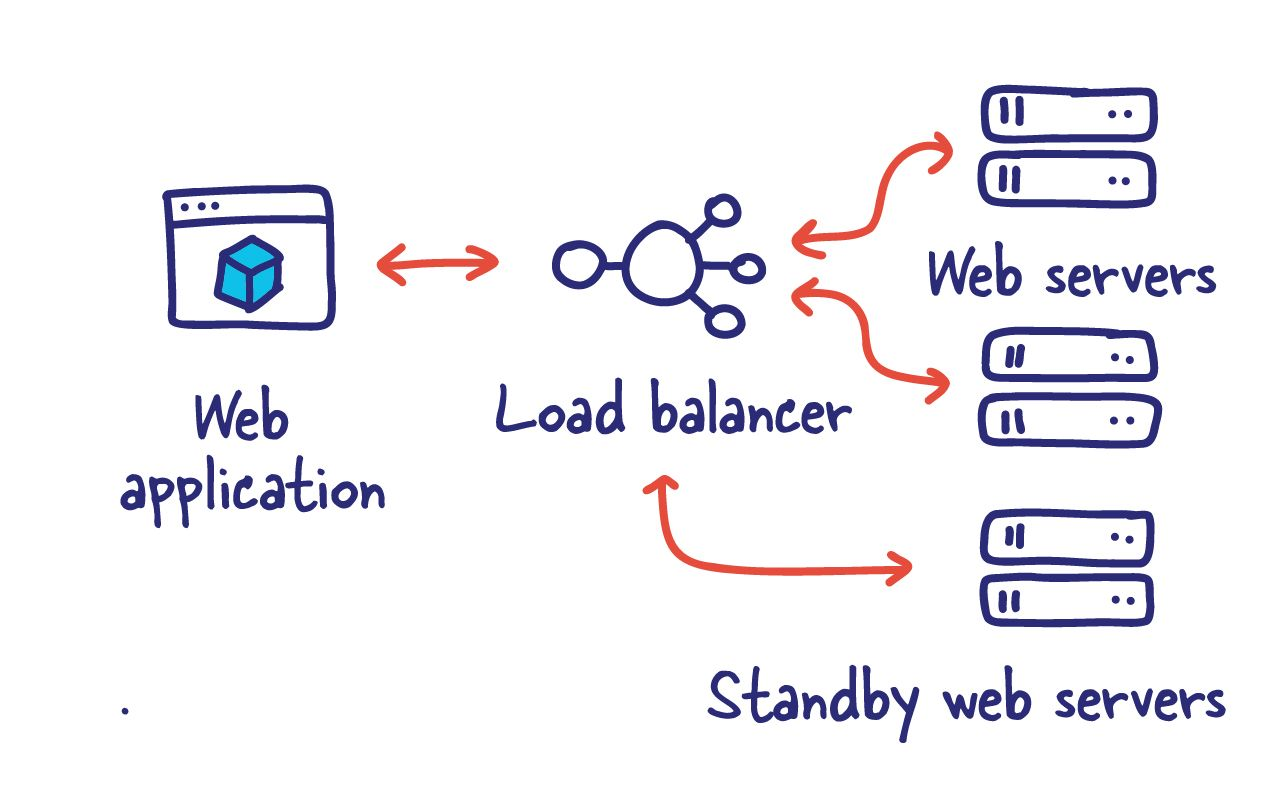 Web
application
Load balancer
Web servers
Standby web servers